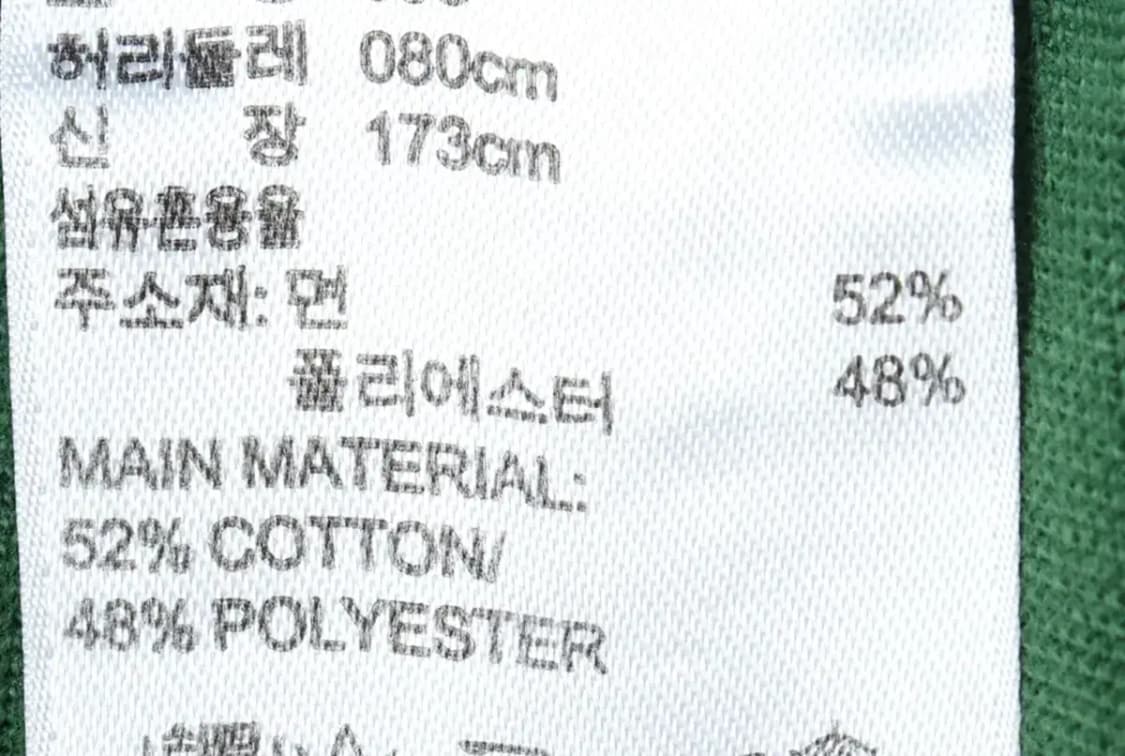 허리둘레 080cm
신 장 173cm
섬유혼용율
주소재: 면 52%
폴리에스터 48%
MAIN MATERIAL:
52% COTTON/
48% POLYESTER